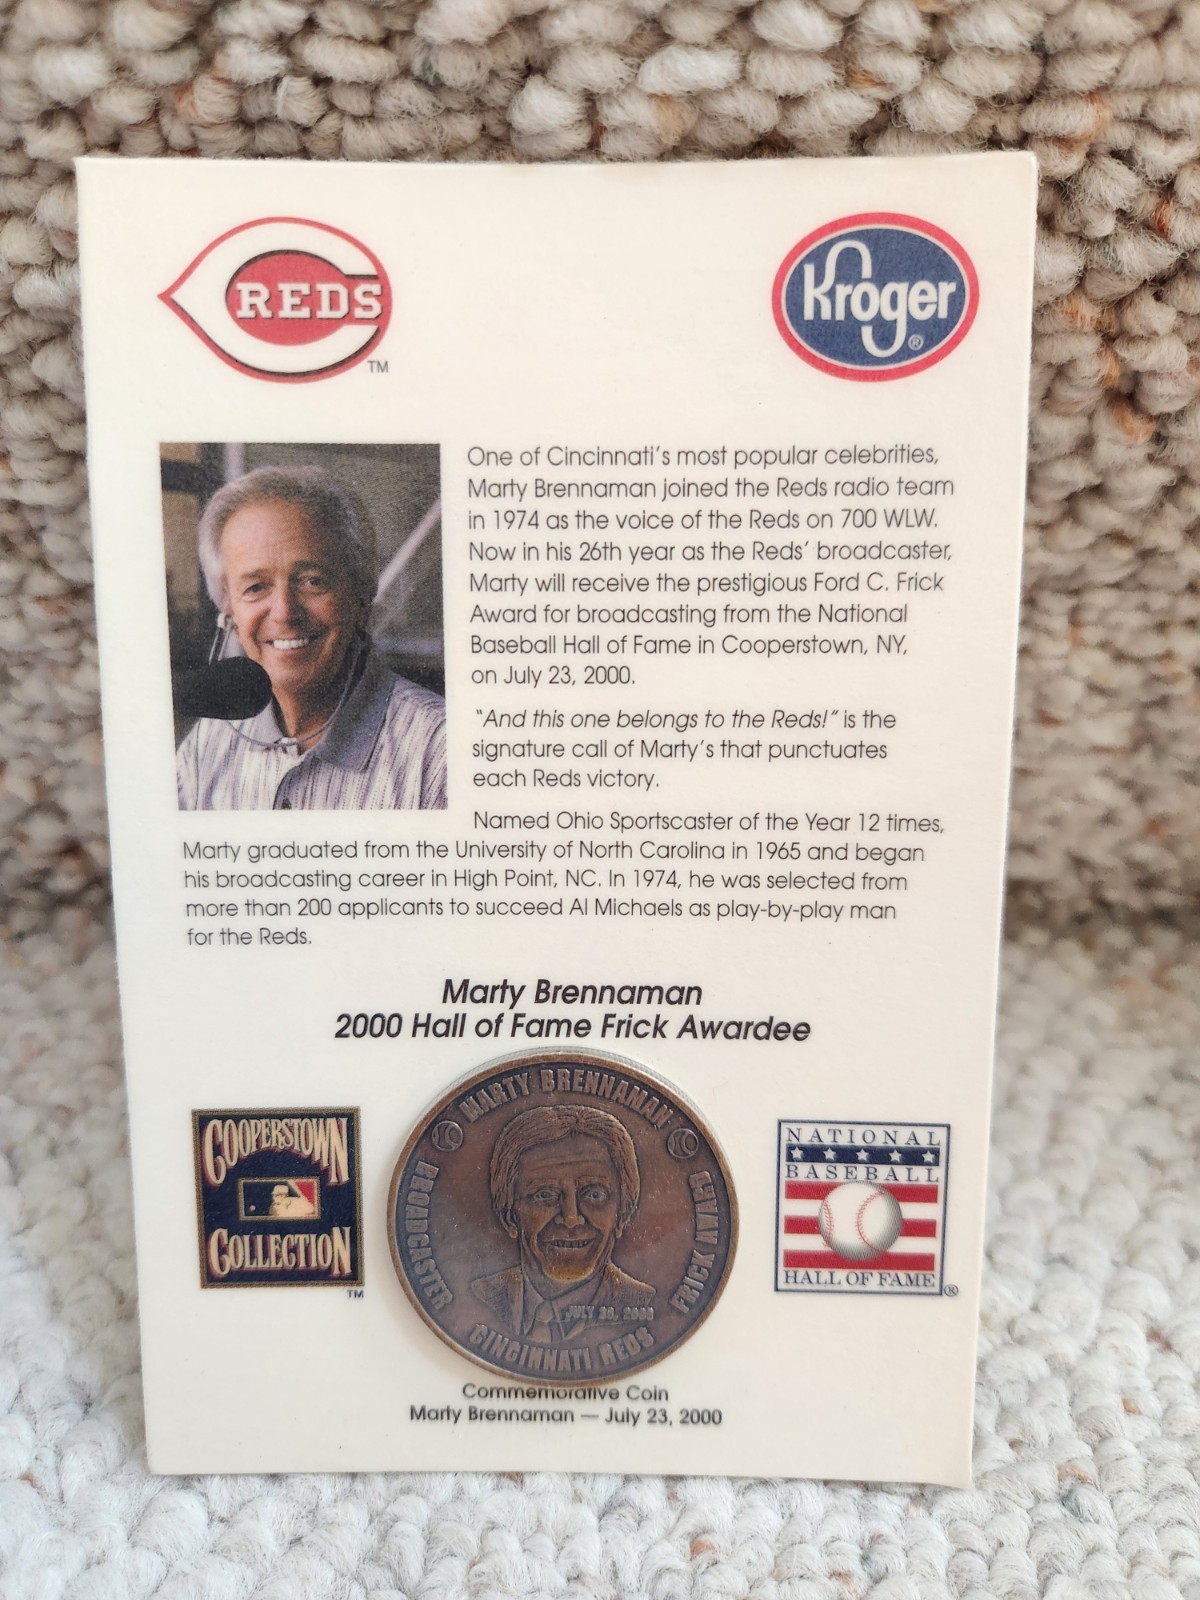 REDS
TM
Kroger
®
One of Cincinnati's most popular celebrities,
Marty Brennaman joined the Reds radio team
in 1974 as the voice of the Reds on 700 WLW.
Now in his 26th year as the Reds' broadcaster,
Marty will receive the prestigious Ford C. Frick
Award for broadcasting from the National
Baseball Hall of Fame in Cooperstown, NY,
on July 23, 2000.
"And this one belongs to the Reds!" is the
signature call of Marty's that punctuates
each Reds victory.
Named Ohio Sportscaster of the Year 12 times,
Marty graduated from the University of North Carolina in 1965 and began
his broadcasting career in High Point, NC. In 1974, he was selected from
more than 200 applicants to succeed Al Michaels as play-by-play man
for the Reds.
Marty Brennaman
2000 Hall of Fame Frick Awardee
COOPERSTOWN
COLLECTION
TM
MARTY BRENNAMAN
BROADCASTER
FRICK AWARD
JULY 23, 2000
CINCINNATI REDS
NATIONAL
BASEBALL
HALL OF FAME
®
Commemorative Coin
Marty Brennaman — July 23, 2000